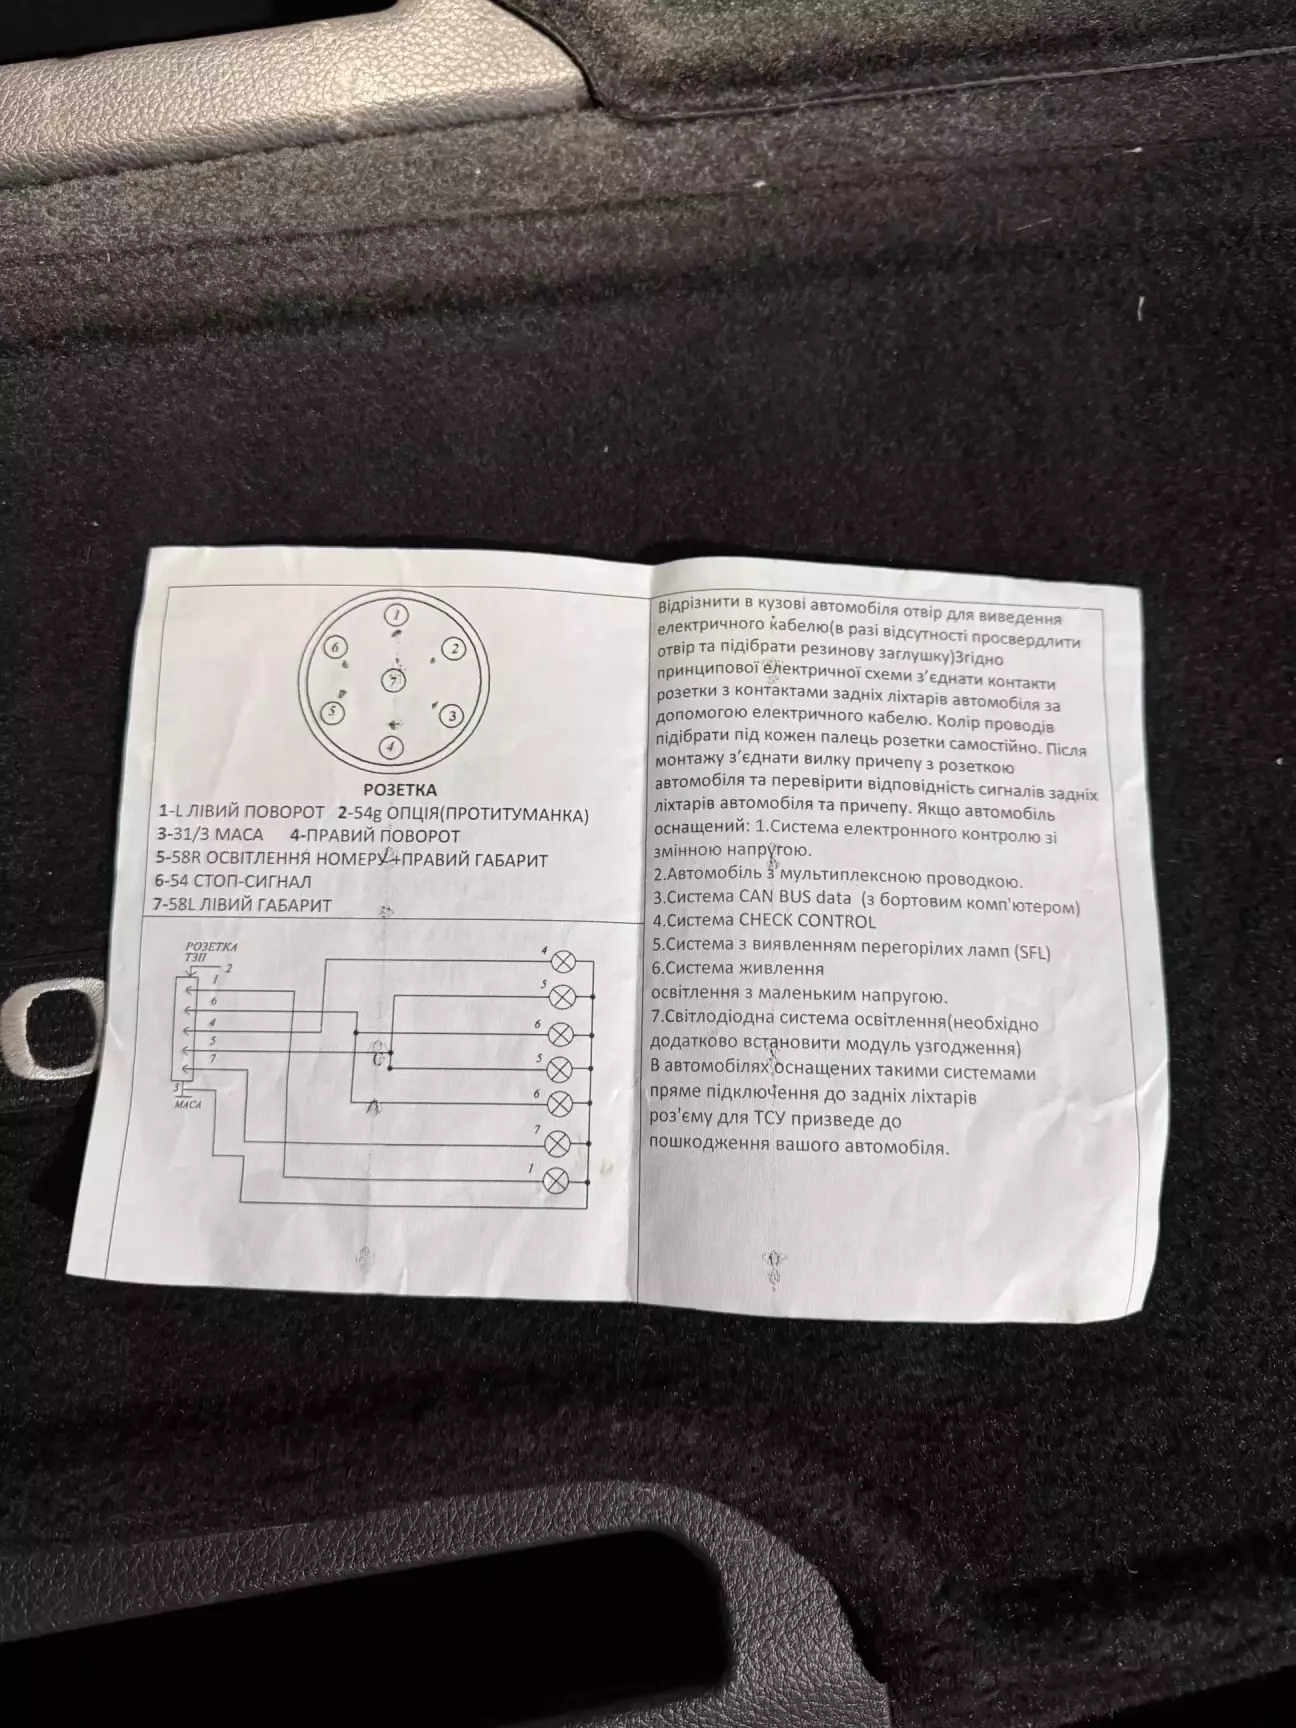 1
6
2
7
5
3
4
РОЗЕТКА
1-L ЛІВИЙ ПОВОРОТ 2-54g ОПЦІЯ(ПРОТИТУМАНКА)
3-31/3 МАСА 4-ПРАВИЙ ПОВОРОТ
5-58R ОСВІТЛЕННЯ НОМЕРУ+ПРАВИЙ ГАБАРИТ
6-54 СТОП-СИГНАЛ
7-58L ЛІВИЙ ГАБАРИТ
РОЗЕТКА
ТЗП
2
1
6
4
5
7
3
МАСА
4
5
6
5
6
7
1
Відрізнити в кузові автомобіля отвір для виведення
електричного кабелю(в разі відсутності просвердлити
отвір та підібрати резинову заглушку)Згідно
принципової електричної схеми з’єднати контакти
розетки з контактами задніх ліхтарів автомобіля за
допомогою електричного кабелю. Колір проводів
підібрати під кожен палець розетки самостійно. Після
монтажу з’єднати вилку причепу з розеткою
автомобіля та перевірити відповідність сигналів задніх
ліхтарів автомобіля та причепу. Якщо автомобіль
оснащений: 1.Система електронного контролю зі
змінною напругою.
2.Автомобіль з мультиплексною проводкою.
3.Система CAN BUS data (з бортовим комп'ютером)
4.Система CHECK CONTROL
5.Система з виявленням перегорілих ламп (SFL)
6.Система живлення
освітлення з маленьким напругою.
7.Світлодіодна система освітлення(необхідно
додатково встановити модуль узгодження)
В автомобілях оснащених такими системами
пряме підключення до задніх ліхтарів
роз'єму для ТСУ призведе до
пошкодження вашого автомобіля.